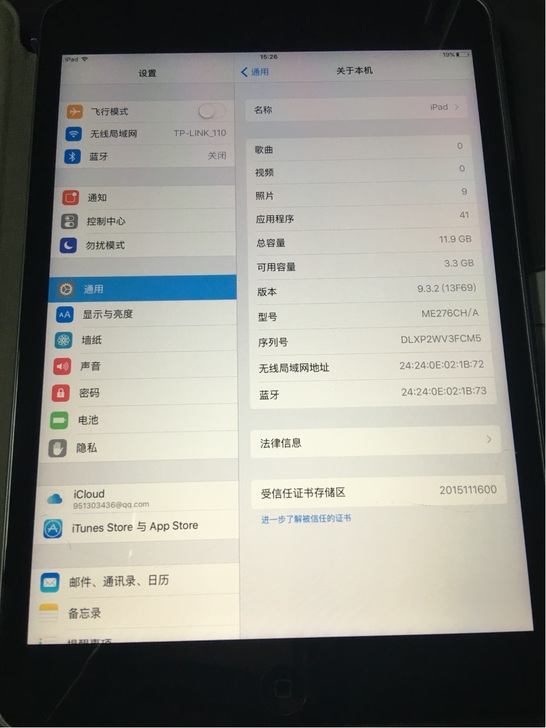 iPad
15:26
19%
设置
通用
关于本机
飞行模式
无线局域网 TP-LINK_110
蓝牙 关闭
通知
控制中心
勿扰模式
通用
显示与亮度
墙纸
声音
密码
电池
隐私
iCloud
951303436@qq.com
iTunes Store 与 App Store
邮件、通讯录、日历
备忘录
名称 iPad
歌曲 0
视频 0
照片 9
应用程序 41
总容量 11.9 GB
可用容量 3.3 GB
版本 9.3.2 (13F69)
型号 ME276CH/A
序列号 DLXP2WV3FCM5
无线局域网地址 24:24:0E:02:1B:72
蓝牙 24:24:0E:02:1B:73
法律信息
受信任证书存储区 2015111600
进一步了解被信任的证书